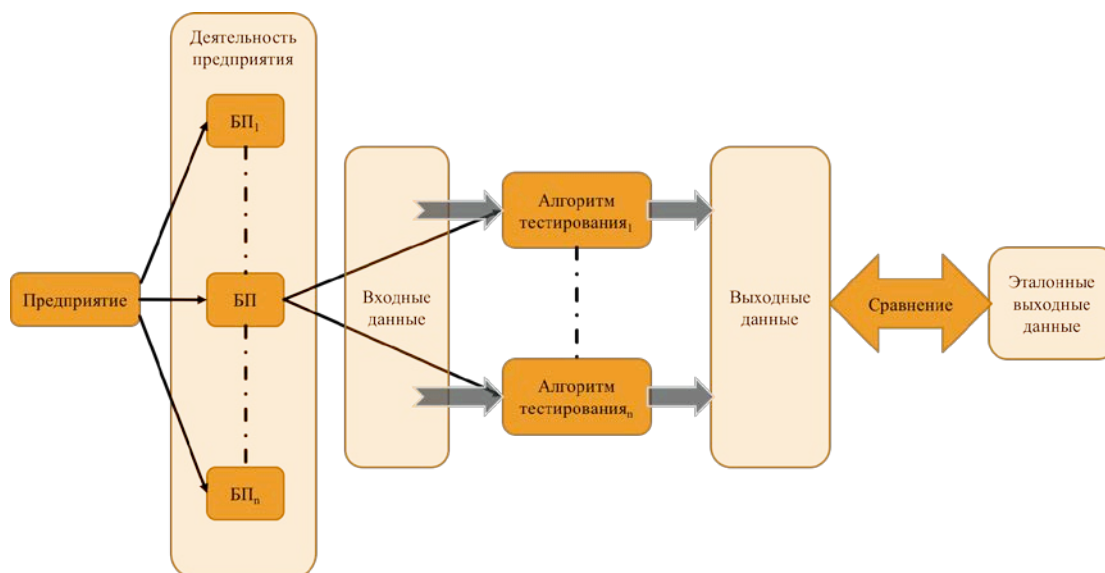 Деятельность
предприятия
БП₁
Предприятие
БП
БПₙ
Входные
данные
Алгоритм
тестирования₁
Алгоритм
тестированияₙ
Выходные
данные
Сравнение
Эталонные
выходные
данные